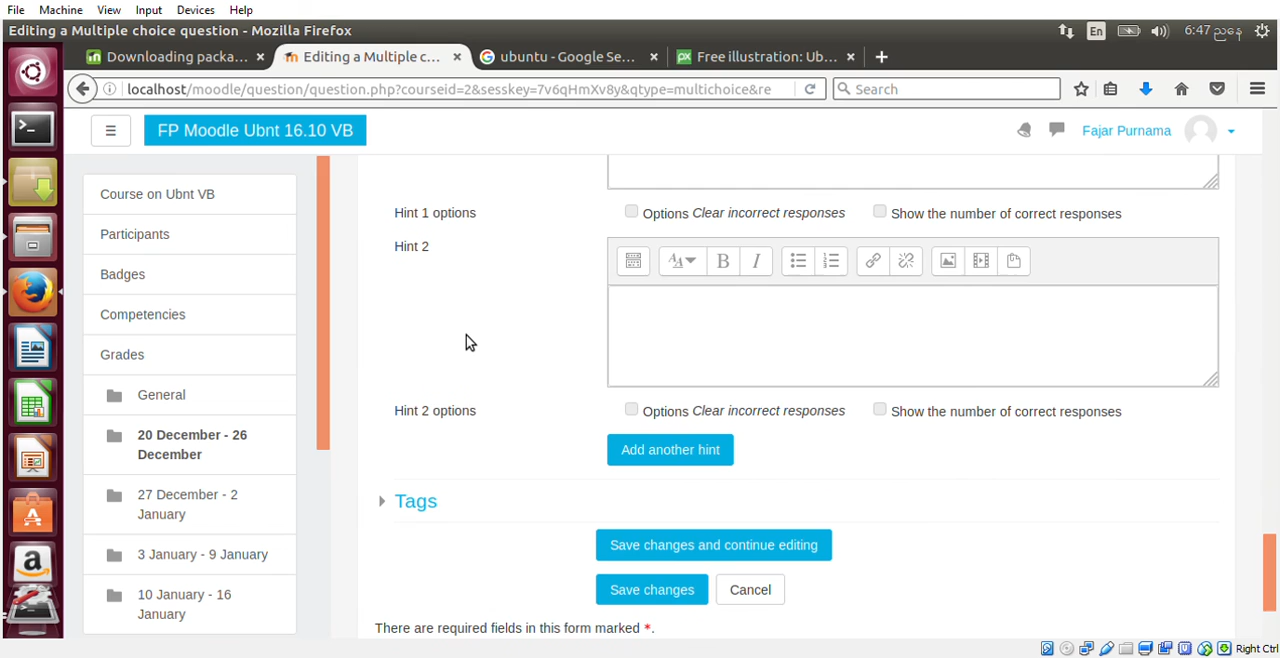 File Machine View Input Devices Help
Editing a Multiple choice question - Mozilla Firefox
En
6:47 ညနေ
Downloading packa...
Editing a Multiple c...
ubuntu - Google Se...
Free illustration: Ub...
localhost/moodle/question/question.php?courseid=2&sesskey=7v6qHmXv8y&qtype=multichoice&re
Search
FP Moodle Ubnt 16.10 VB
Fajar Purnama
Course on Ubnt VB
Participants
Badges
Competencies
Grades
General
20 December - 26
December
27 December - 2
January
3 January - 9 January
10 January - 16
January
Hint 1 options
Options Clear incorrect responses
Show the number of correct responses
Hint 2
Hint 2 options
Options Clear incorrect responses
Show the number of correct responses
Add another hint
Tags
Save changes and continue editing
Save changes
Cancel
There are required fields in this form marked *.
Right Ctrl